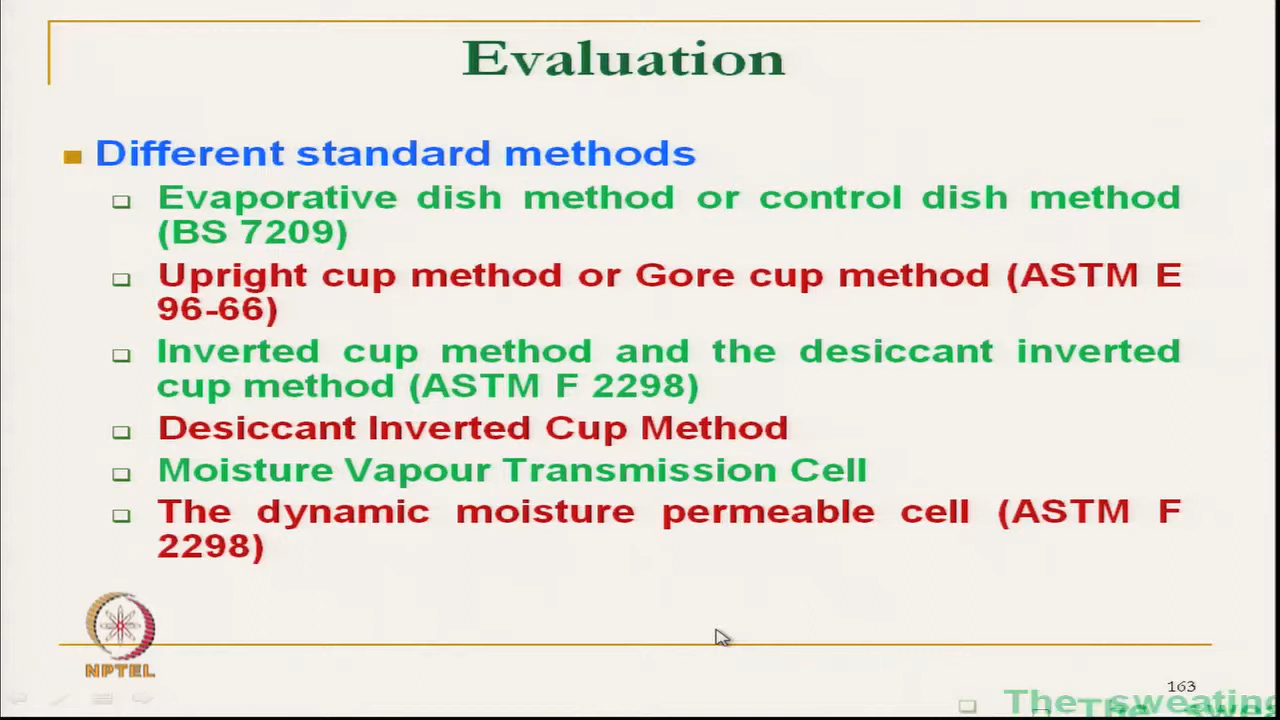 Evaluation
Different standard methods
Evaporative dish method or control dish method
(BS 7209)
Upright cup method or Gore cup method (ASTM E
96-66)
Inverted cup method and the desiccant inverted
cup method (ASTM F 2298)
Desiccant Inverted Cup Method
Moisture Vapour Transmission Cell
The dynamic moisture permeable cell (ASTM F
2298)
NPTEL
163
The sweating